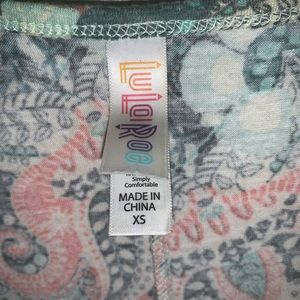 LuLaRoe
Simply
Comfortable
MADE IN
CHINA
XS